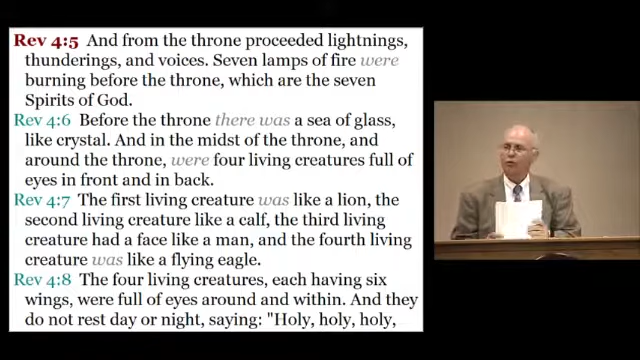 Rev 4:5 And from the throne proceeded lightnings,
thunderings, and voices. Seven lamps of fire were
burning before the throne, which are the seven
Spirits of God.
Rev 4:6 Before the throne there was a sea of glass,
like crystal. And in the midst of the throne, and
around the throne, were four living creatures full of
eyes in front and in back.
Rev 4:7 The first living creature was like a lion, the
second living creature like a calf, the third living
creature had a face like a man, and the fourth living
creature was like a flying eagle.
Rev 4:8 The four living creatures, each having six
wings, were full of eyes around and within. And they
do not rest day or night, saying: "Holy, holy, holy,